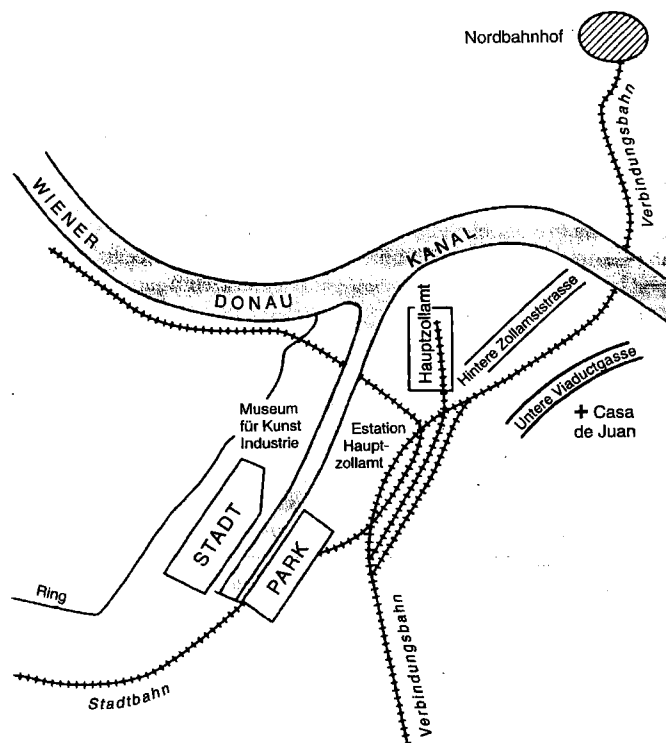 Nordbahnhof
Verbindungsbahn
WIENER
DONAU
KANAL
Hauptzollamt
Hintere Zollamststrasse
Untere Viaductgasse
+ Casa
de Juan
Museum
für Kunst
Industrie
Estation
Haupt-
zollamt
STADT
PARK
Ring
Stadtbahn
Verbindungsbahn